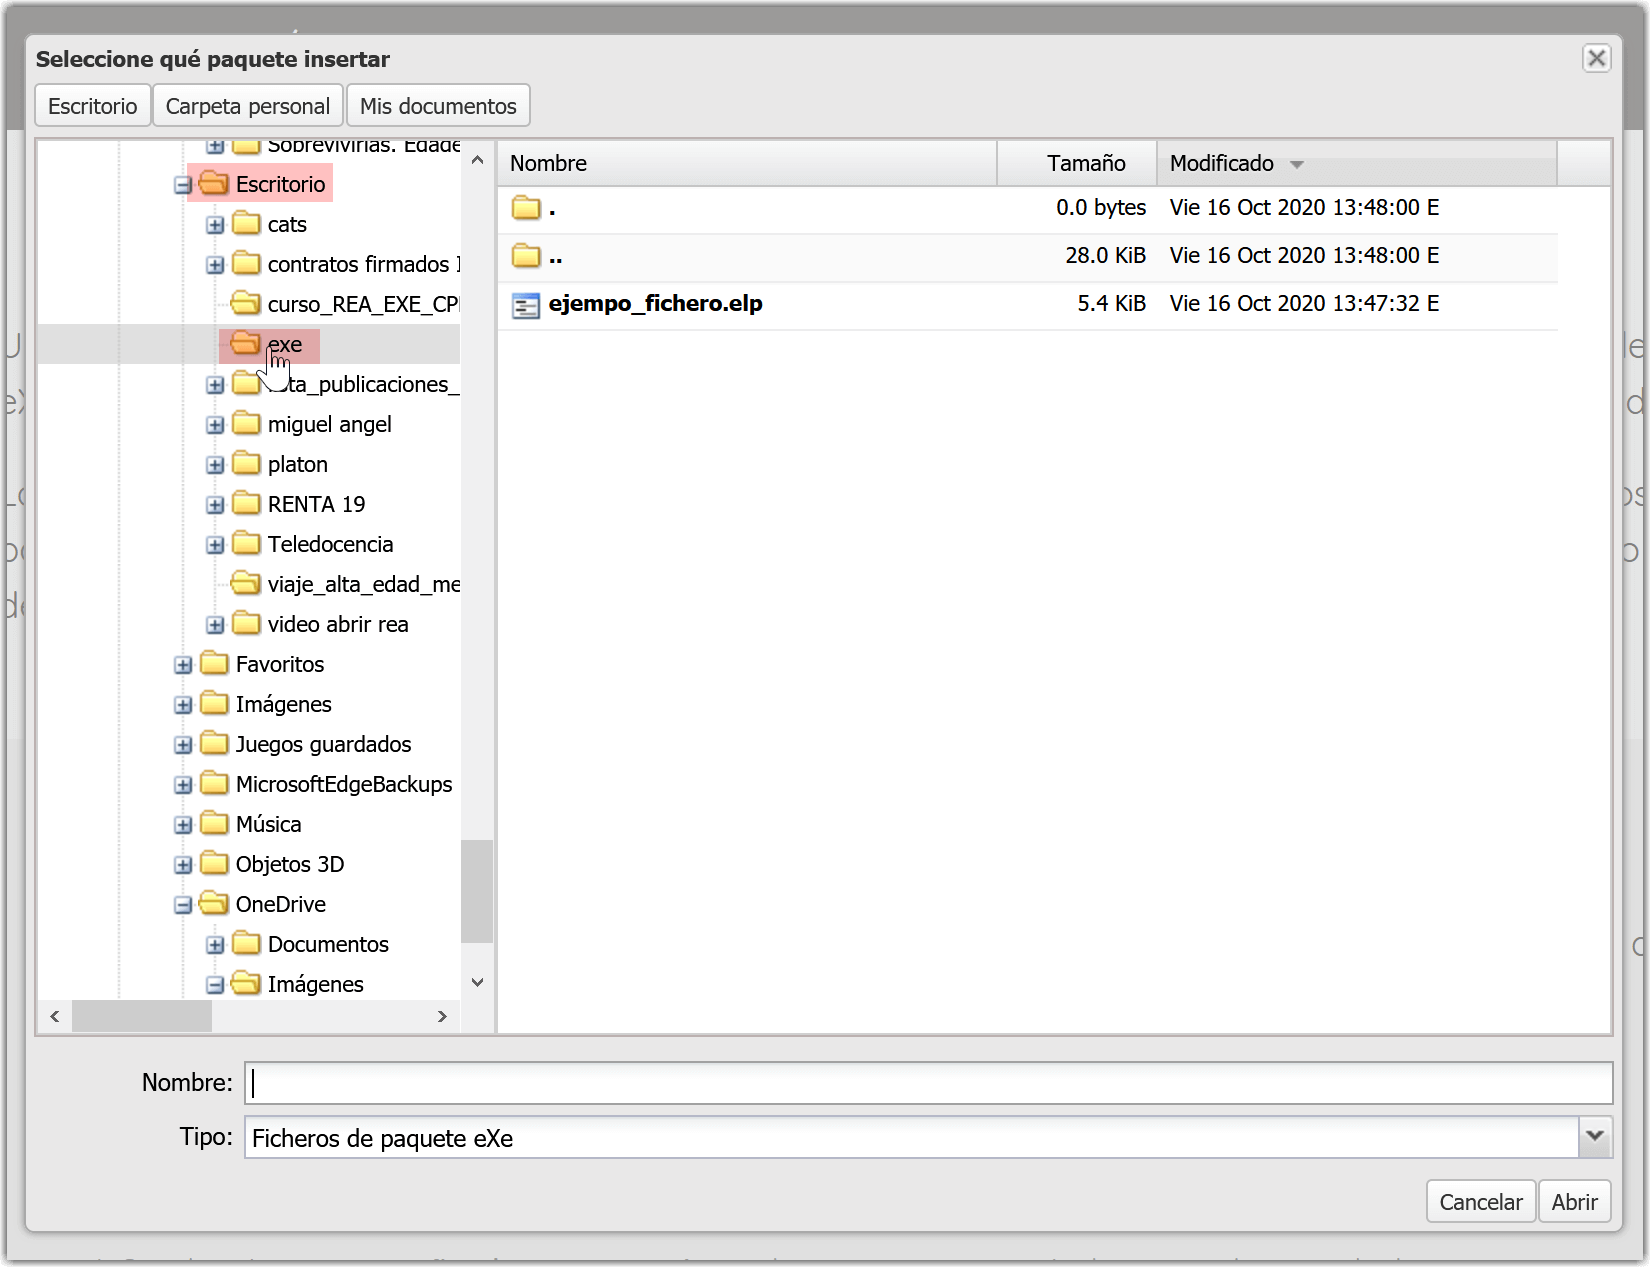 Seleccione qué paquete insertar
Escritorio
Carpeta personal
Mis documentos
Sobrevivirías. Edade
Escritorio
cats
contratos firmados
curso_REA_EXE_CP
exe
sta_publicaciones_
miguel angel
platon
RENTA 19
Teledocencia
viaje_alta_edad_me
video abrir rea
Favoritos
Imágenes
Juegos guardados
MicrosoftEdgeBackups
Música
Objetos 3D
OneDrive
Documentos
Imágenes
Nombre Tamaño Modificado
. 0.0 bytes Vie 16 Oct 2020 13:48:00 E
.. 28.0 KiB Vie 16 Oct 2020 13:48:00 E
ejempo_fichero.elp 5.4 KiB Vie 16 Oct 2020 13:47:32 E
Nombre:
Tipo: Ficheros de paquete eXe
Cancelar
Abrir